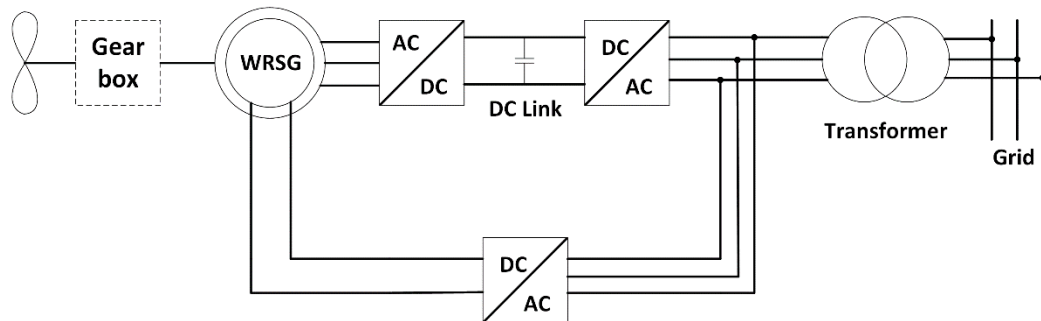 Gear
box
WRSG
AC
DC
DC Link
DC
AC
Transformer
Grid
DC
AC